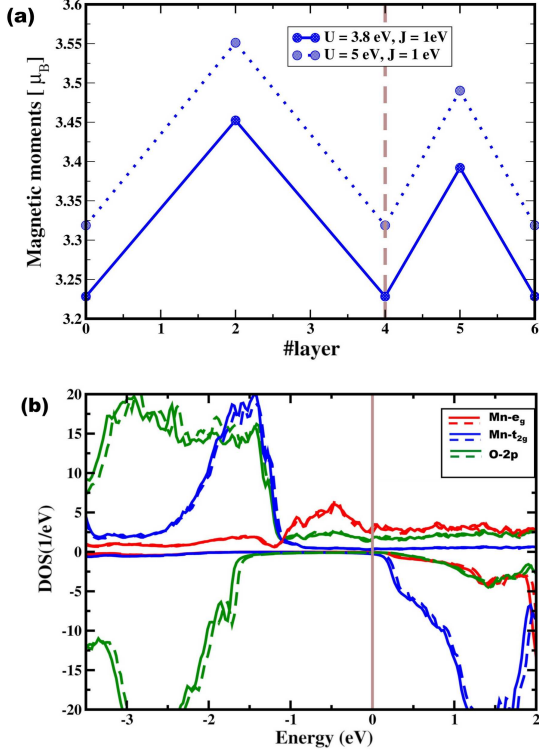 (a)
3.6
3.55
3.5
3.45
3.4
3.35
3.3
3.25
3.2
Magnetic moments [ μB]
U = 3.8 eV, J = 1eV
U = 5 eV, J = 1 eV
0 1 2 3 4 5 6
#layer
(b)
20
15
10
5
0
-5
-10
-15
-20
DOS(1/eV)
Mn-eg
Mn-t2g
O-2p
-3 -2 -1 0 1 2
Energy (eV)